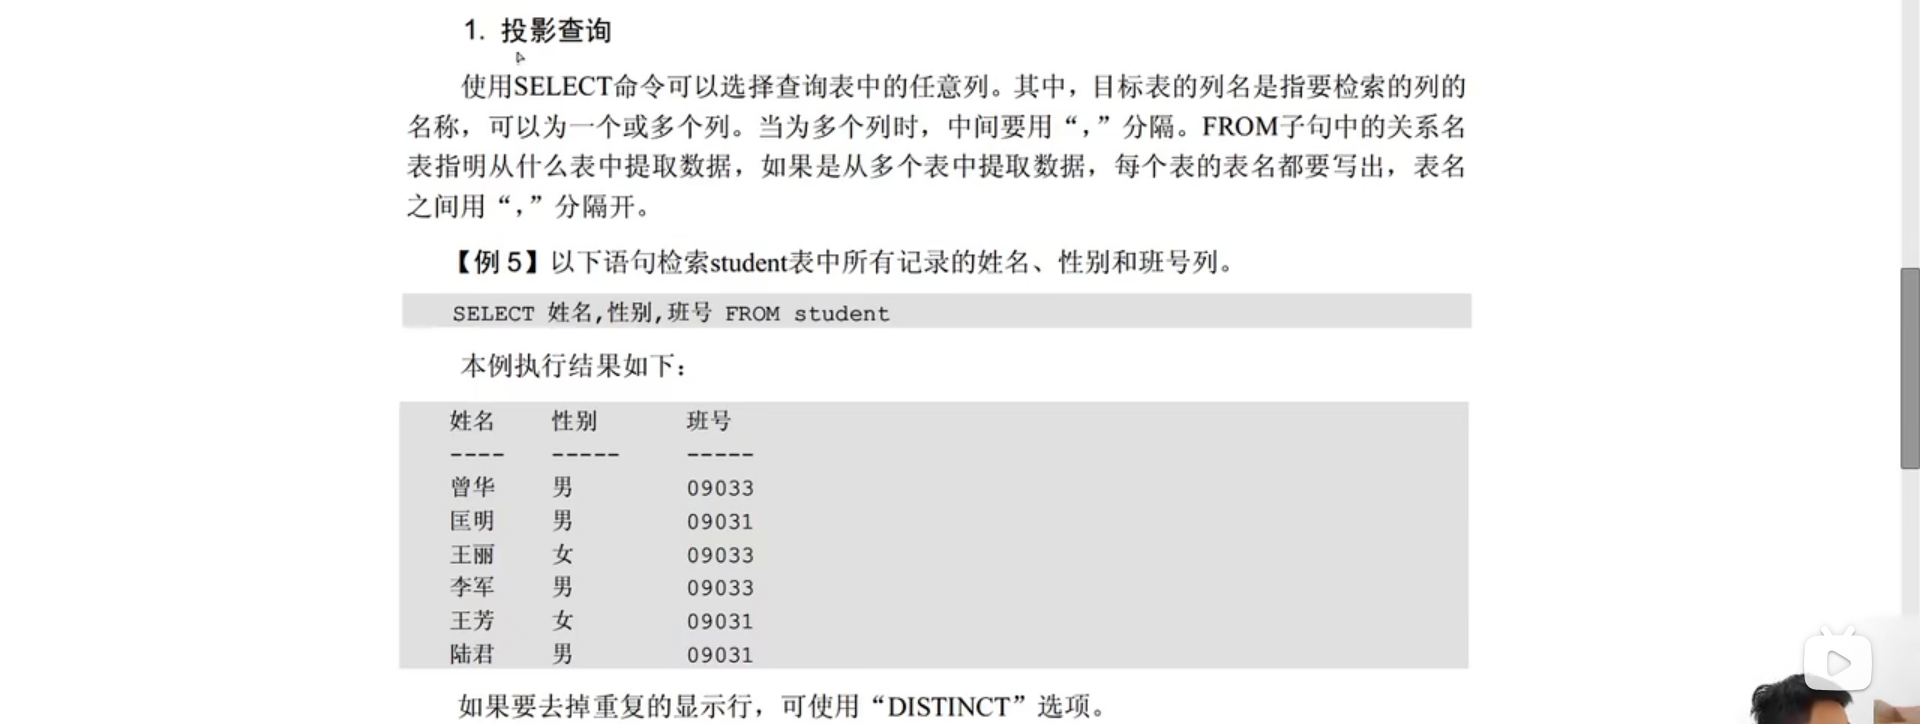 1. 投影查询
使用SELECT命令可以选择查询表中的任意列。其中，目标表的列名是指要检索的列的
名称，可以为一个或多个列。当为多个列时，中间要用“，”分隔。FROM子句中的关系名
表指明从什么表中提取数据，如果是从多个表中提取数据，每个表的表名都要写出，表名
之间用“，”分隔开。
【例 5】以下语句检索student表中所有记录的姓名、性别和班号列。
SELECT 姓名,性别,班号 FROM student
本例执行结果如下：
姓名 性别 班号
---- ----- -----
曾华 男 09033
匡明 男 09031
王丽 女 09033
李军 男 09033
王芳 女 09031
陆君 男 09031
如果要去掉重复的显示行，可使用“DISTINCT”选项。